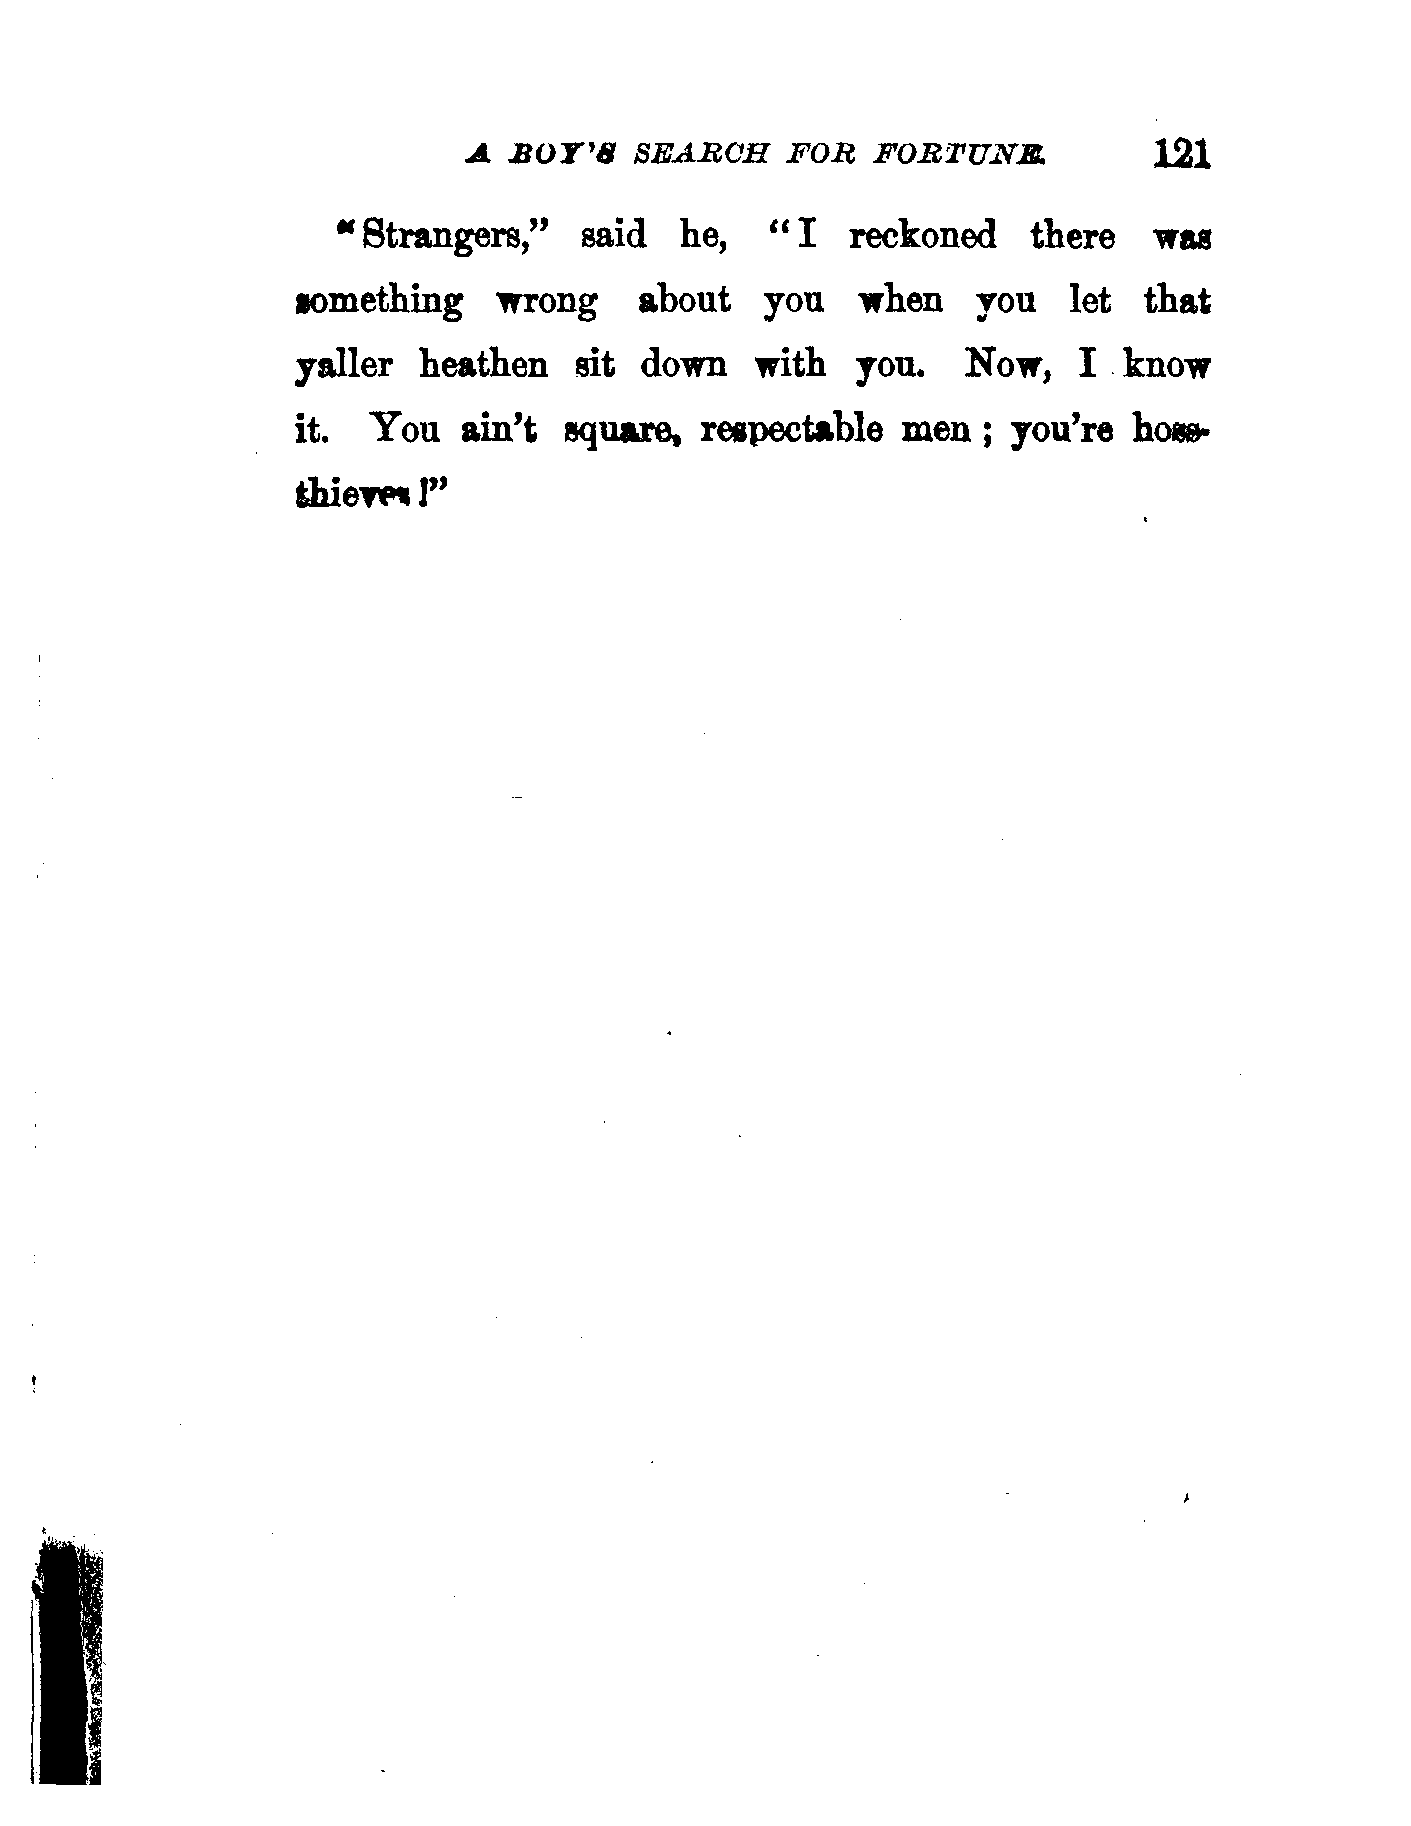 A BOY'S SEARCH FOR FORTUNE. 121
“Strangers,” said he, “I reckoned there was
something wrong about you when you let that
yaller heathen sit down with you. Now, I know
it. You ain't square, respectable men; you're hoss-
thieves!”